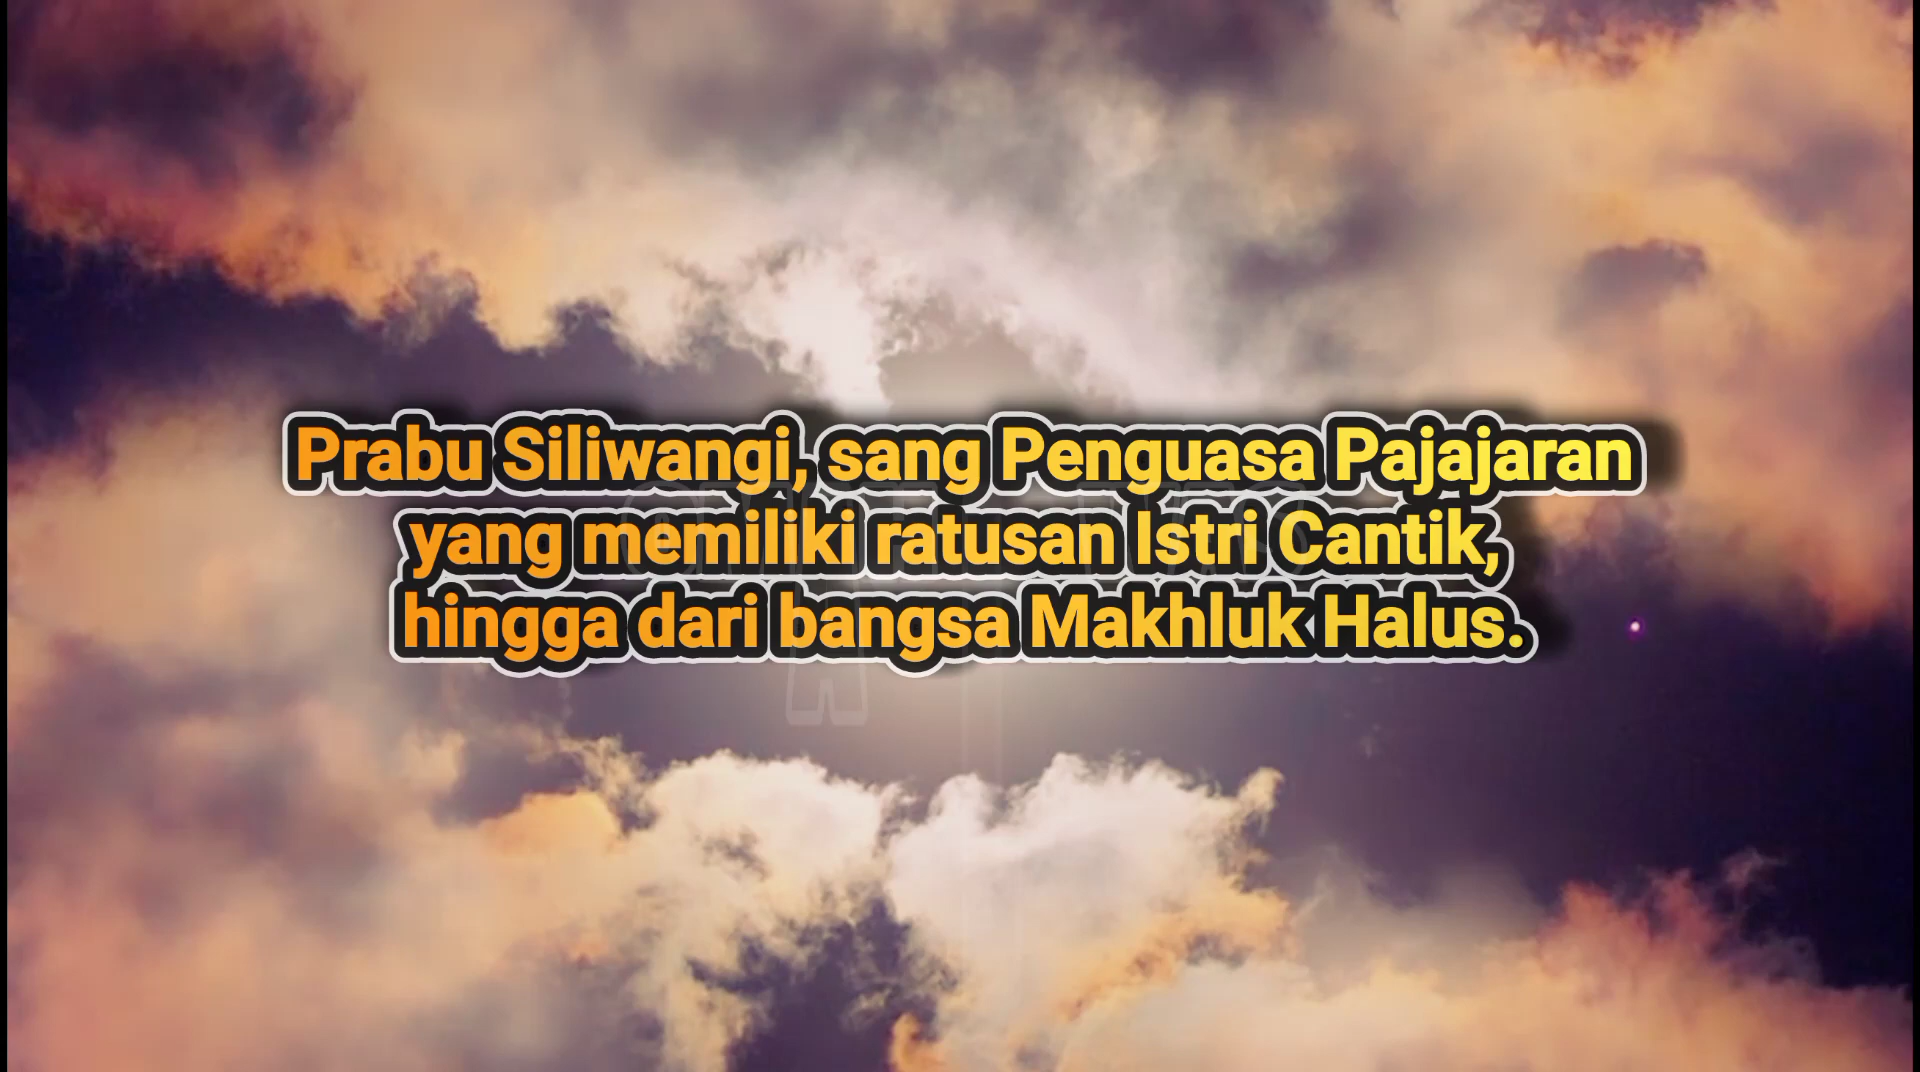 Prabu Siliwangi, sang Penguasa Pajajaran
yang memiliki ratusan Istri Cantik,
hingga dari bangsa Makhluk Halus.